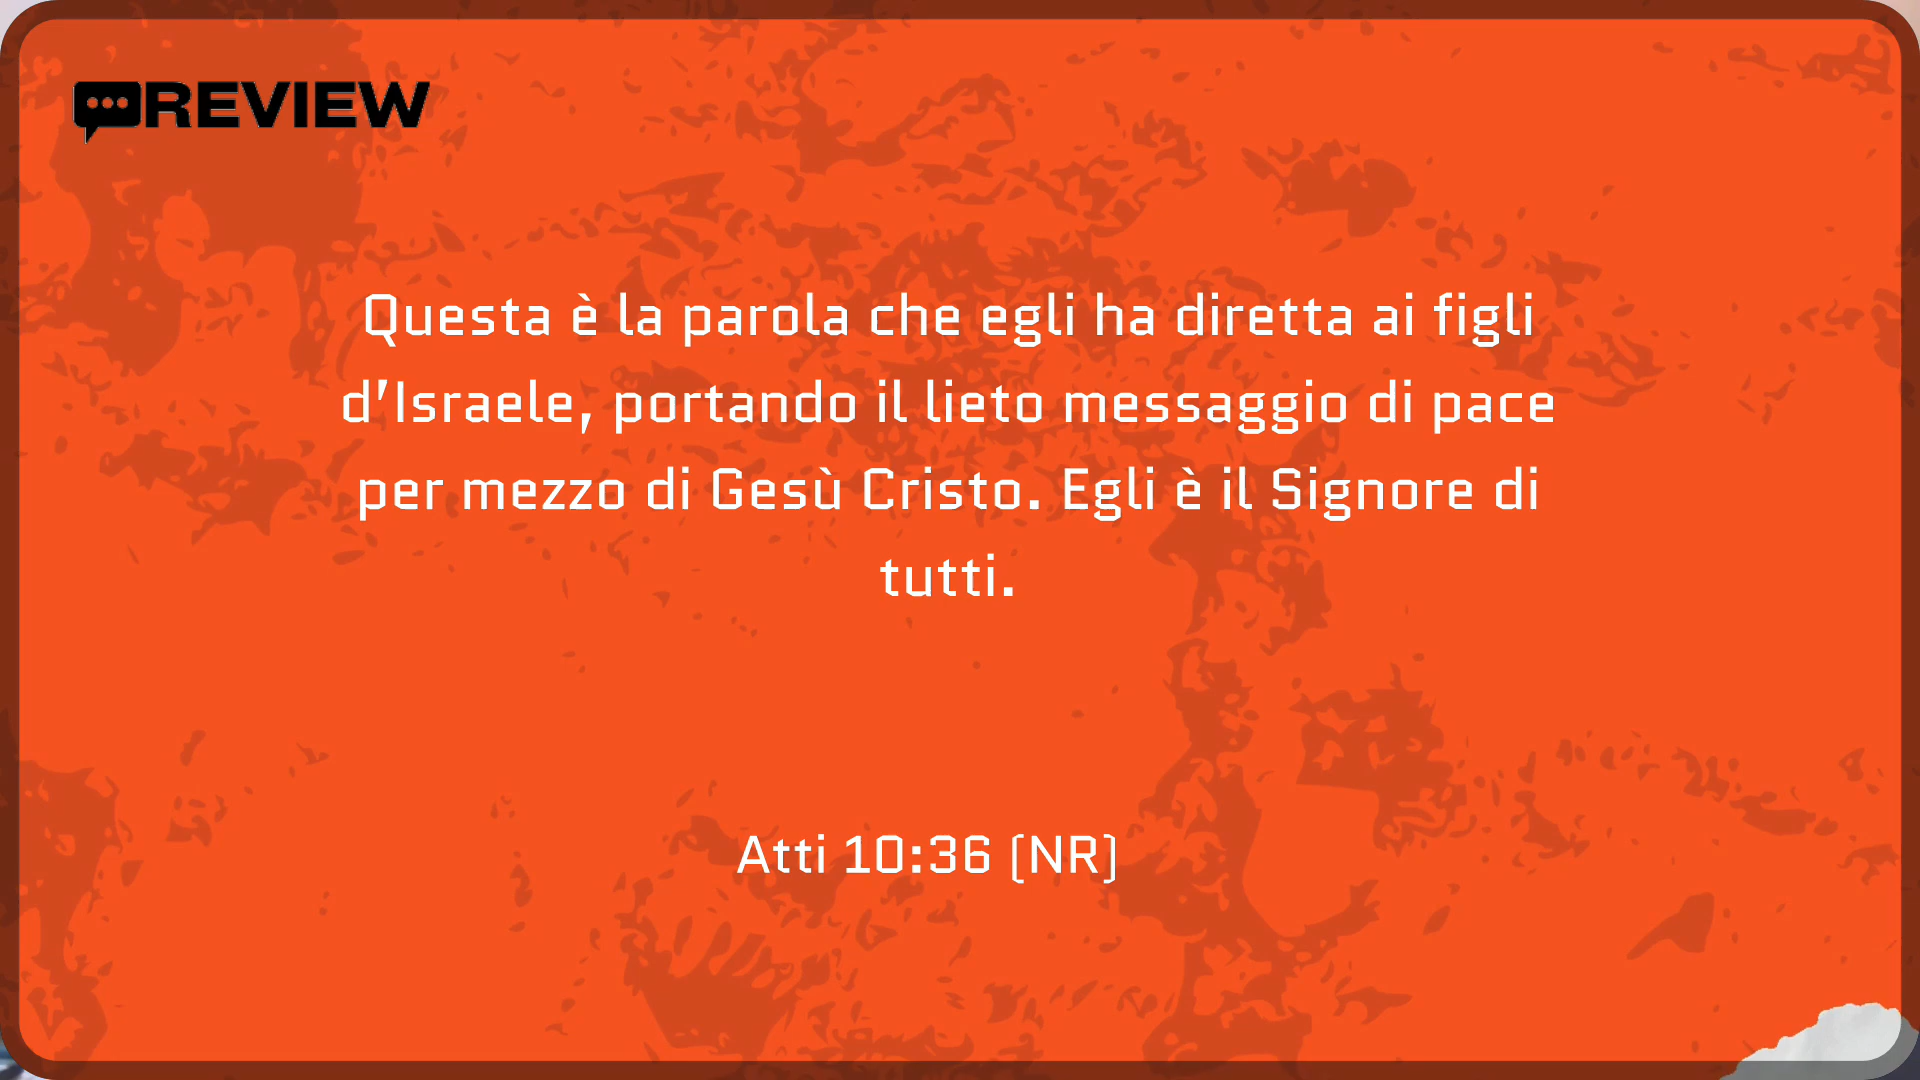 REVIEW
Questa è la parola che egli ha diretta ai figli
d’Israele, portando il lieto messaggio di pace
per mezzo di Gesù Cristo. Egli è il Signore di
tutti.
Atti 10:36 (NR)